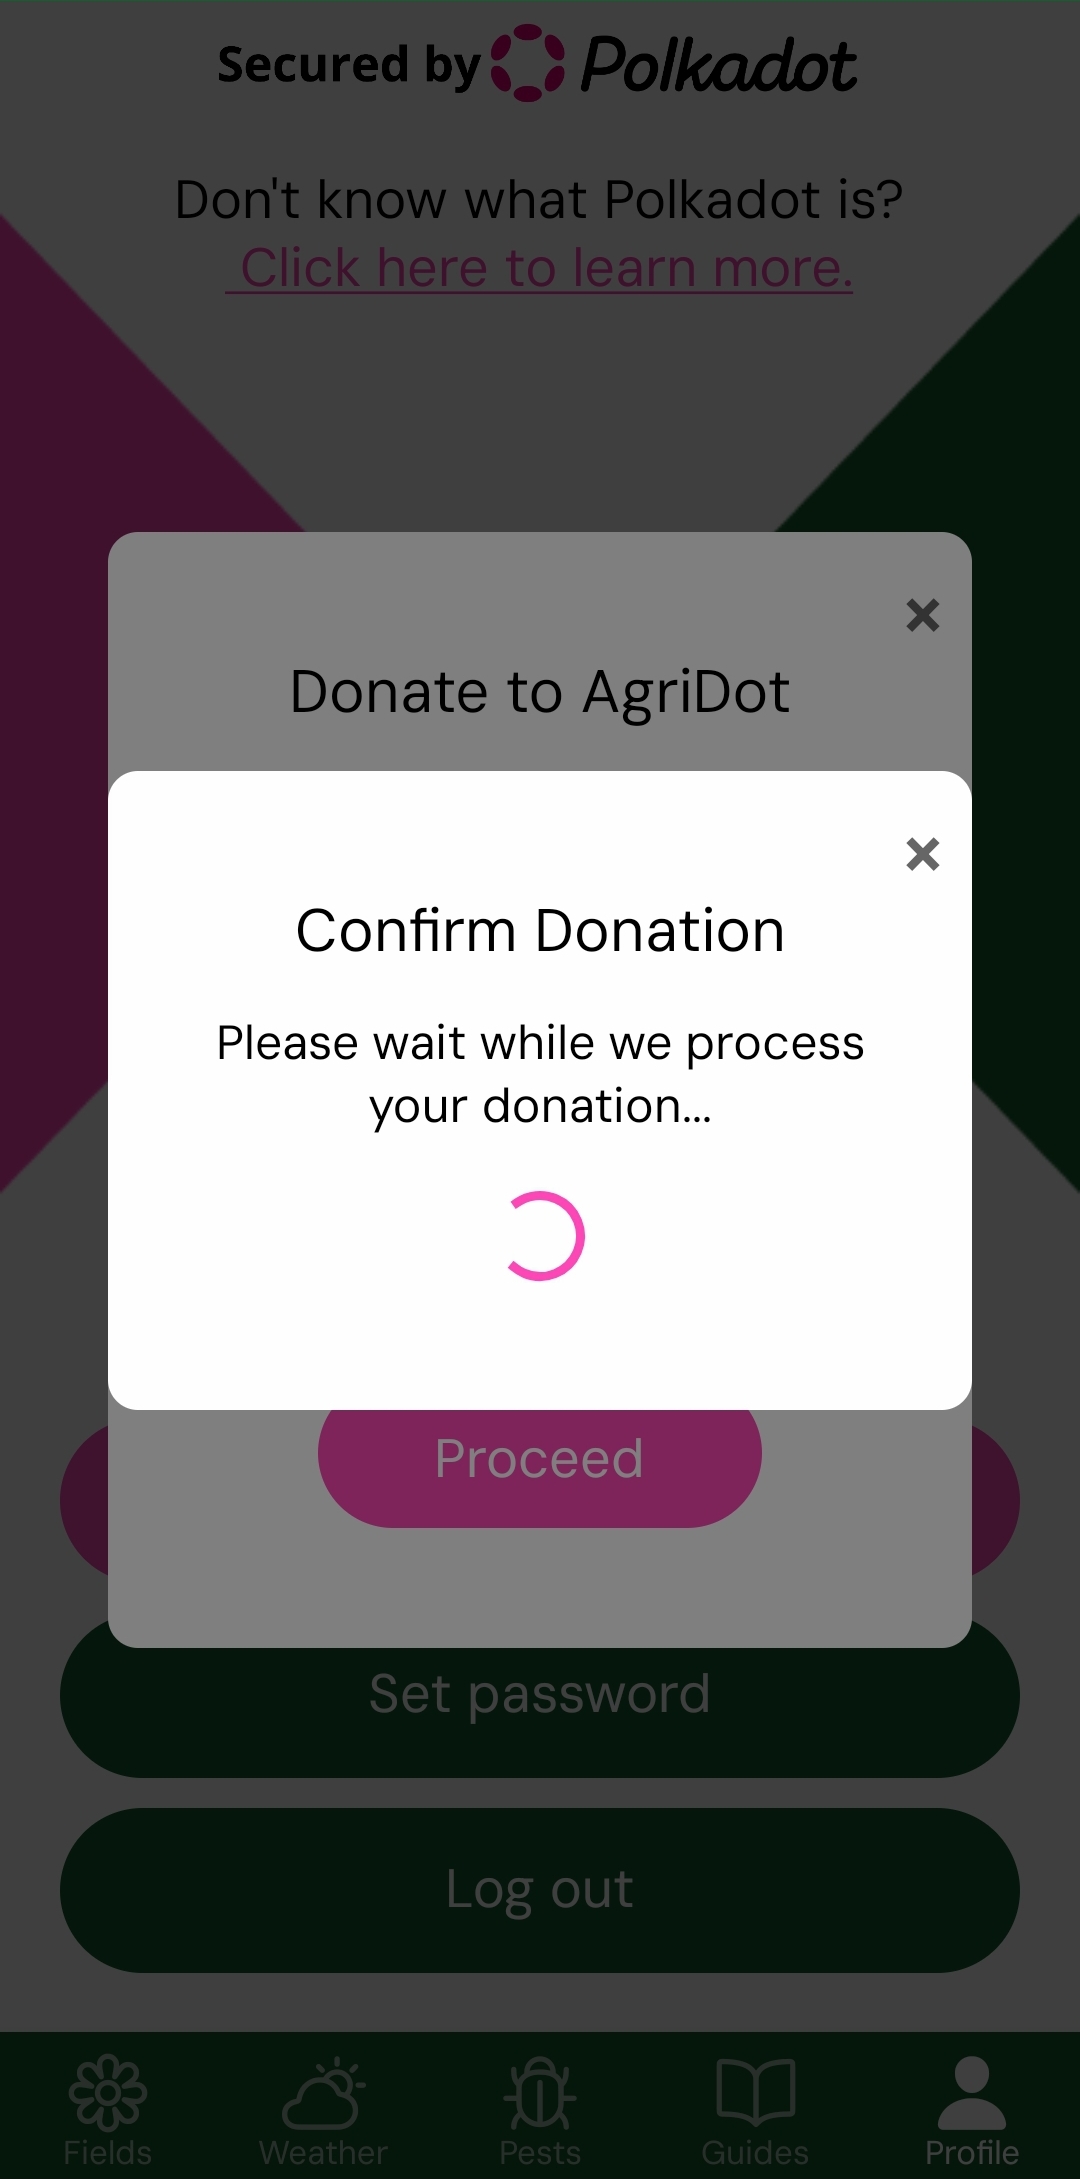 Secured by Polkadot
Don't know what Polkadot is?
Click here to learn more.
Donate to AgriDot
Confirm Donation
Please wait while we process
your donation...
Proceed
Set password
Log out
Fields Weather Pests Guides Profile